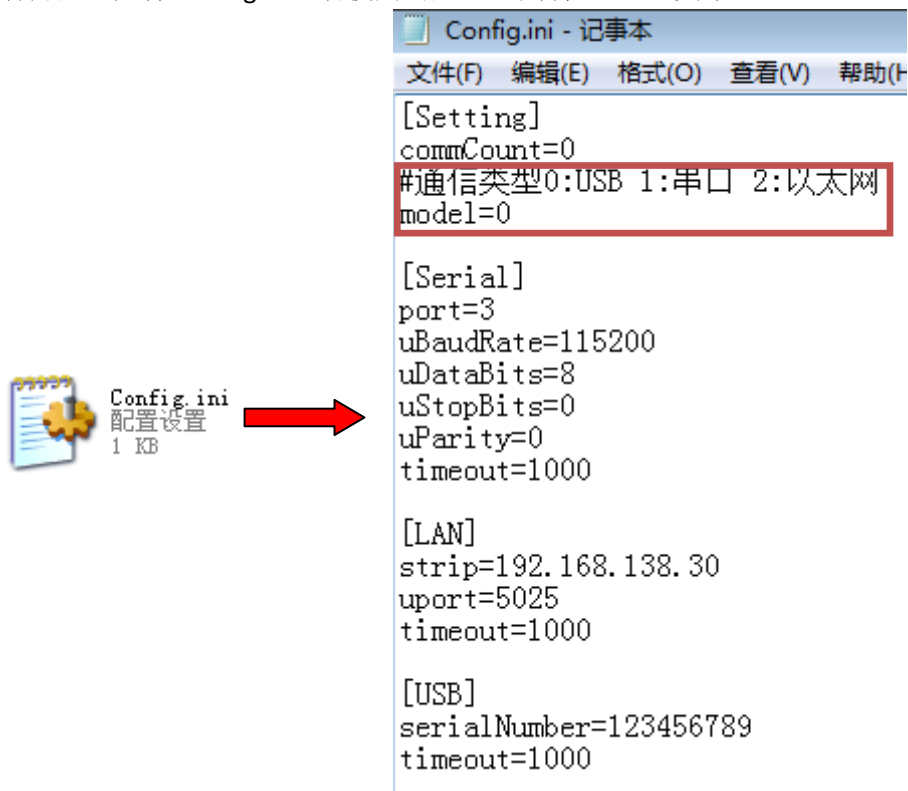 Config.ini - 记事本
文件(F) 编辑(E) 格式(O) 查看(V) 帮助(H
[Setting]
commCount=0
#通信类型0:USB 1:串口 2:以太网
model=0
[Serial]
port=3
uBaudRate=115200
uDataBits=8
uStopBits=0
uParity=0
timeout=1000
[LAN]
strip=192.168.138.30
uport=5025
timeout=1000
[USB]
serialNumber=123456789
timeout=1000
Config.ini
配置设置
1 KB